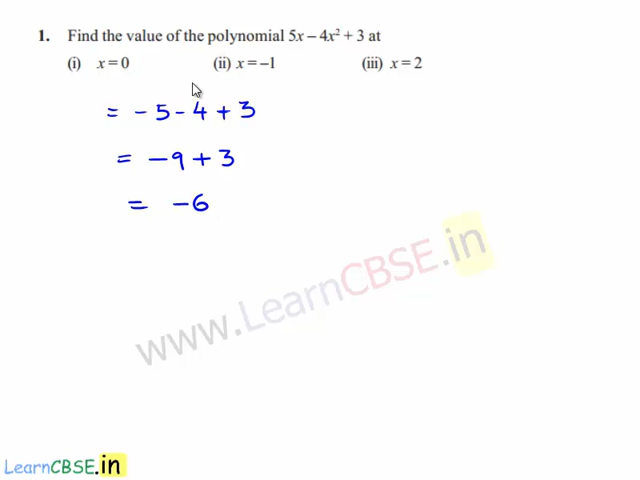 1. Find the value of the polynomial 5x – 4x² + 3 at
(i) x = 0 (ii) x = –1 (iii) x = 2
= - 5 - 4 + 3
= - 9 + 3
= - 6
www.LearnCBSE.in
LearnCBSE.in